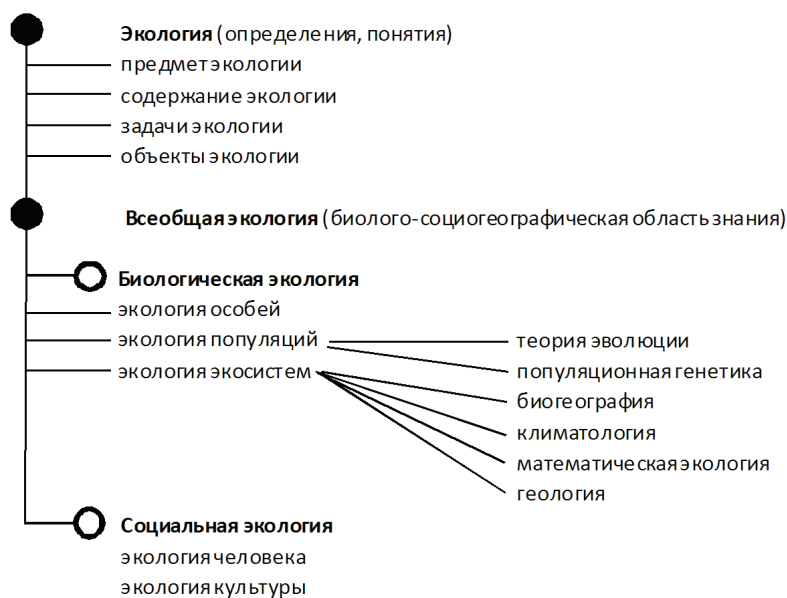 Экология (определения, понятия)
предмет экологии
содержание экологии
задачи экологии
объекты экологии
Всеобщая экология (биолого-социогеографическая область знания)
Биологическая экология
экология особей
экология популяций
теория эволюции
популяционная генетика
экология экосистем
биогеография
климатология
математическая экология
геология
Социальная экология
экология человека
экология культуры